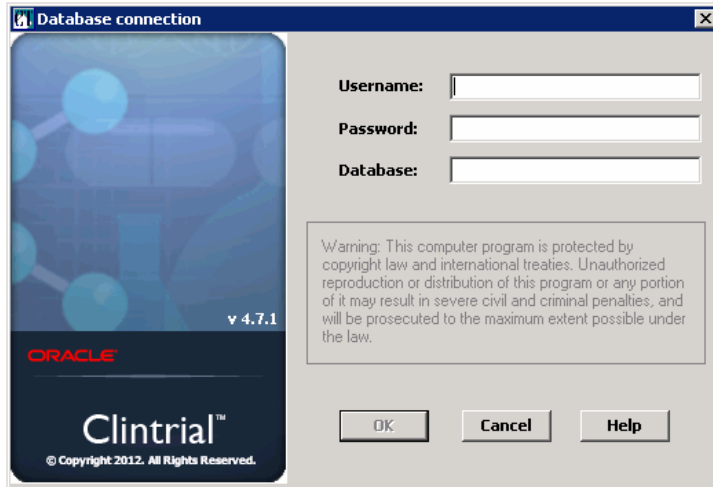 Database connection
Username:
Password:
Database:
Warning: This computer program is protected by
copyright law and international treaties. Unauthorized
reproduction or distribution of this program or any portion
of it may result in severe civil and criminal penalties, and
will be prosecuted to the maximum extent possible under
the law.
v 4.7.1
ORACLE
Clintrial™
© Copyright 2012. All Rights Reserved.
OK
Cancel
Help